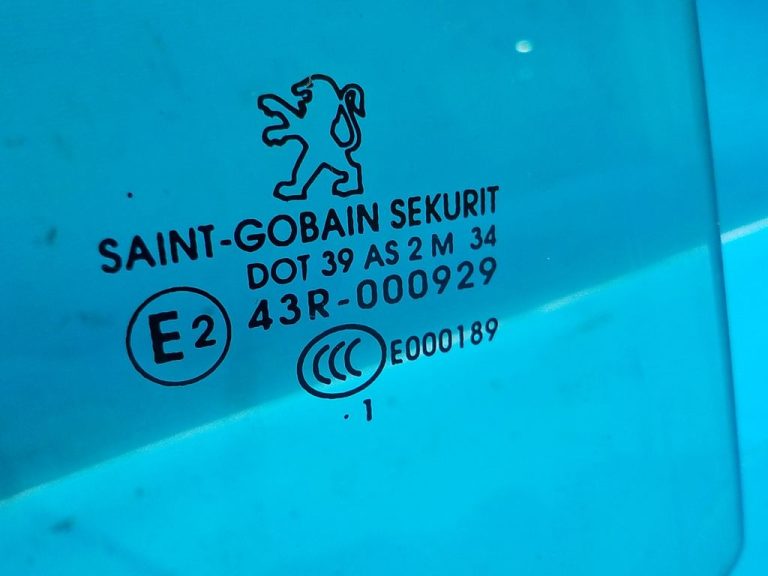 SAINT-GOBAIN SEKURIT
DOT 39 AS 2 M 34
E2 43R-000929
CCC E000189
. 1